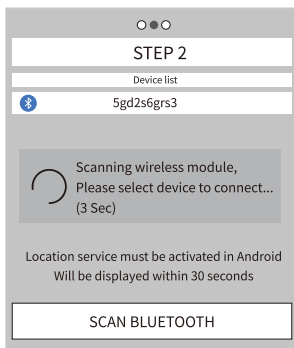 STEP 2
Device list
5gd2s6grs3
Scanning wireless module,
Please select device to connect...
(3 Sec)
Location service must be activated in Android
Will be displayed within 30 seconds
SCAN BLUETOOTH